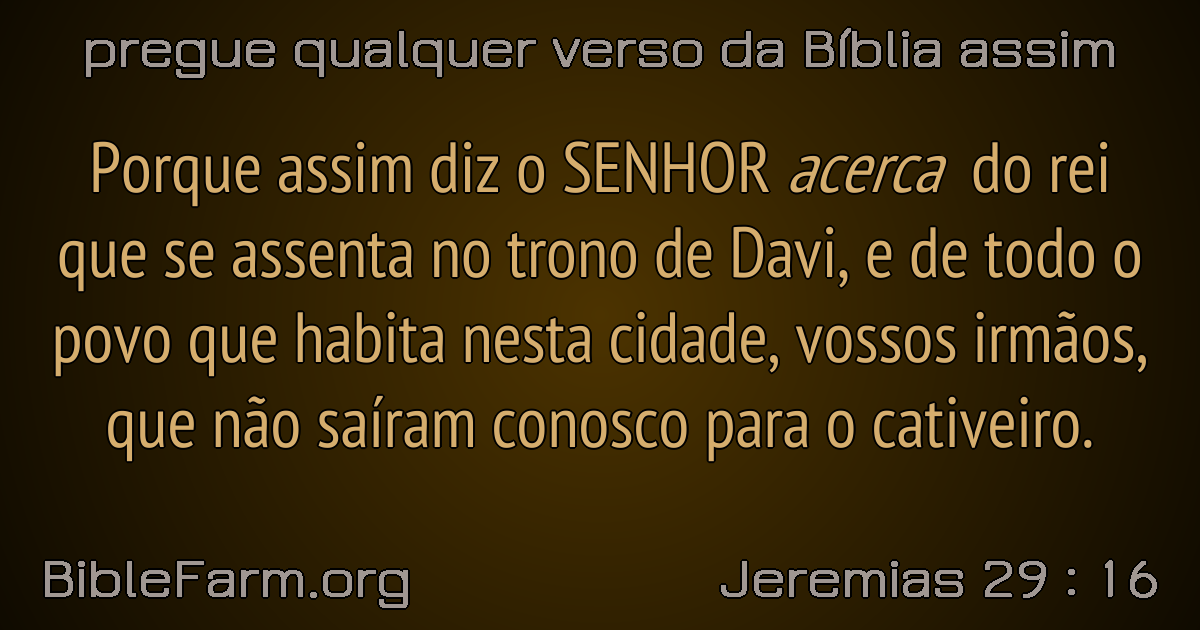 pregue qualquer verso da Bíblia assim
Porque assim diz o SENHOR acerca do rei
que se assenta no trono de Davi, e de todo o
povo que habita nesta cidade, vossos irmãos,
que não saíram conosco para o cativeiro.
BibleFarm.org
Jeremias 29 : 16